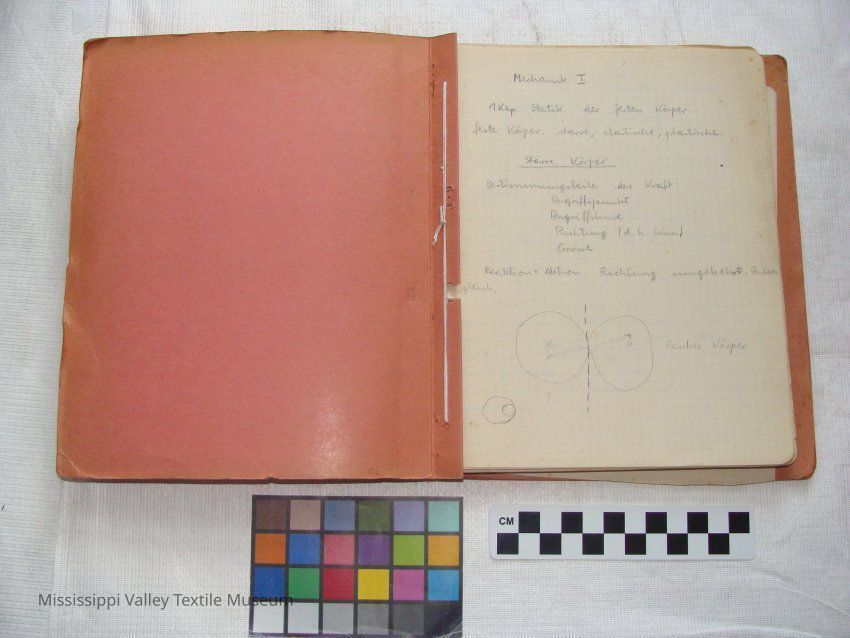 Mechanik I
1 Kap Statik der festen Körper
feste Körper: starre, elastische, plastische.
Starre Körper
Bestimmungsteile der Kraft:
Angriffspunkt
Angriffslinie
Richtung (d.h. Sinn)
Grösse
Reaktion = Aktion. Richtung umgekehrt.
gleich.
Rauher Körper
CM
Mississippi Valley Textile Museum